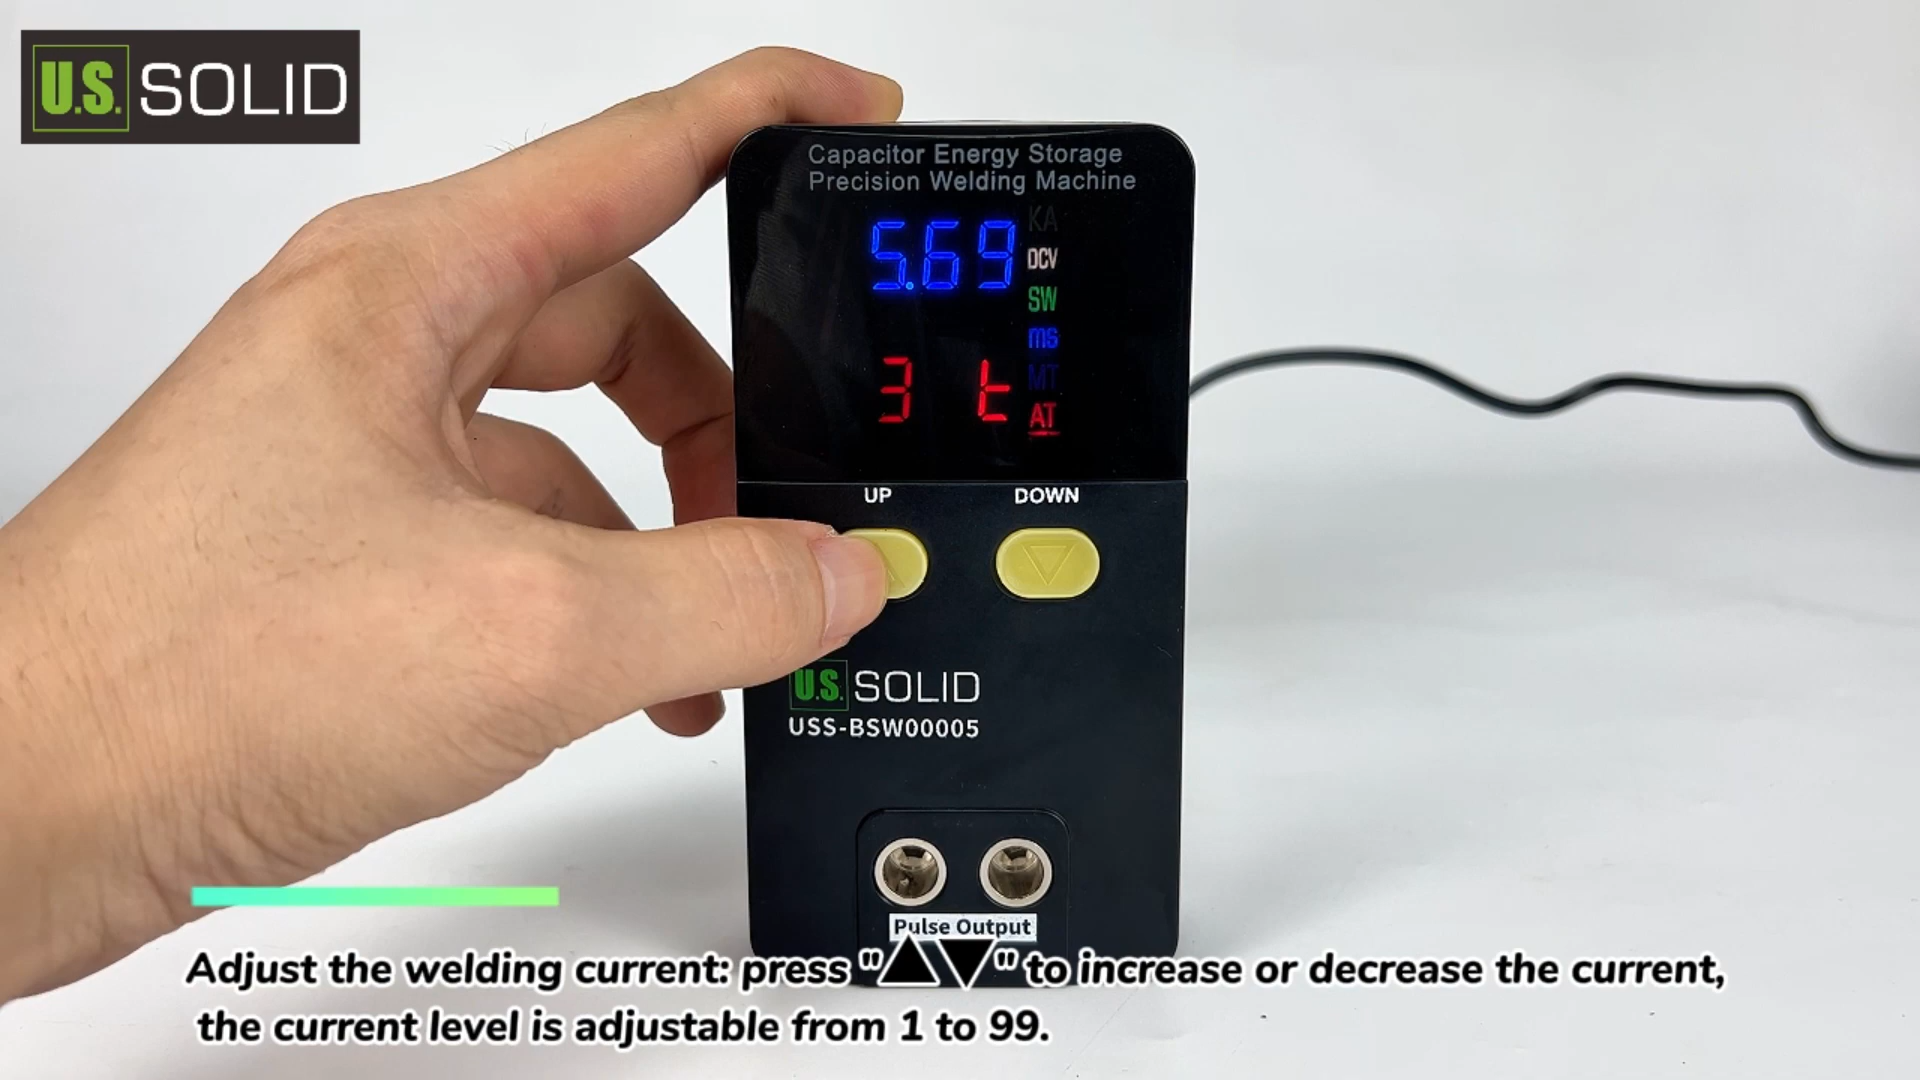 U.S. SOLID
Capacitor Energy Storage
Precision Welding Machine
5.69
KA
DCV
SW
ms
3 t
MT
AT
UP DOWN
U.S. SOLID
USS-BSW00005
Pulse Output
Adjust the welding current: press "▲▼" to increase or decrease the current,
the current level is adjustable from 1 to 99.